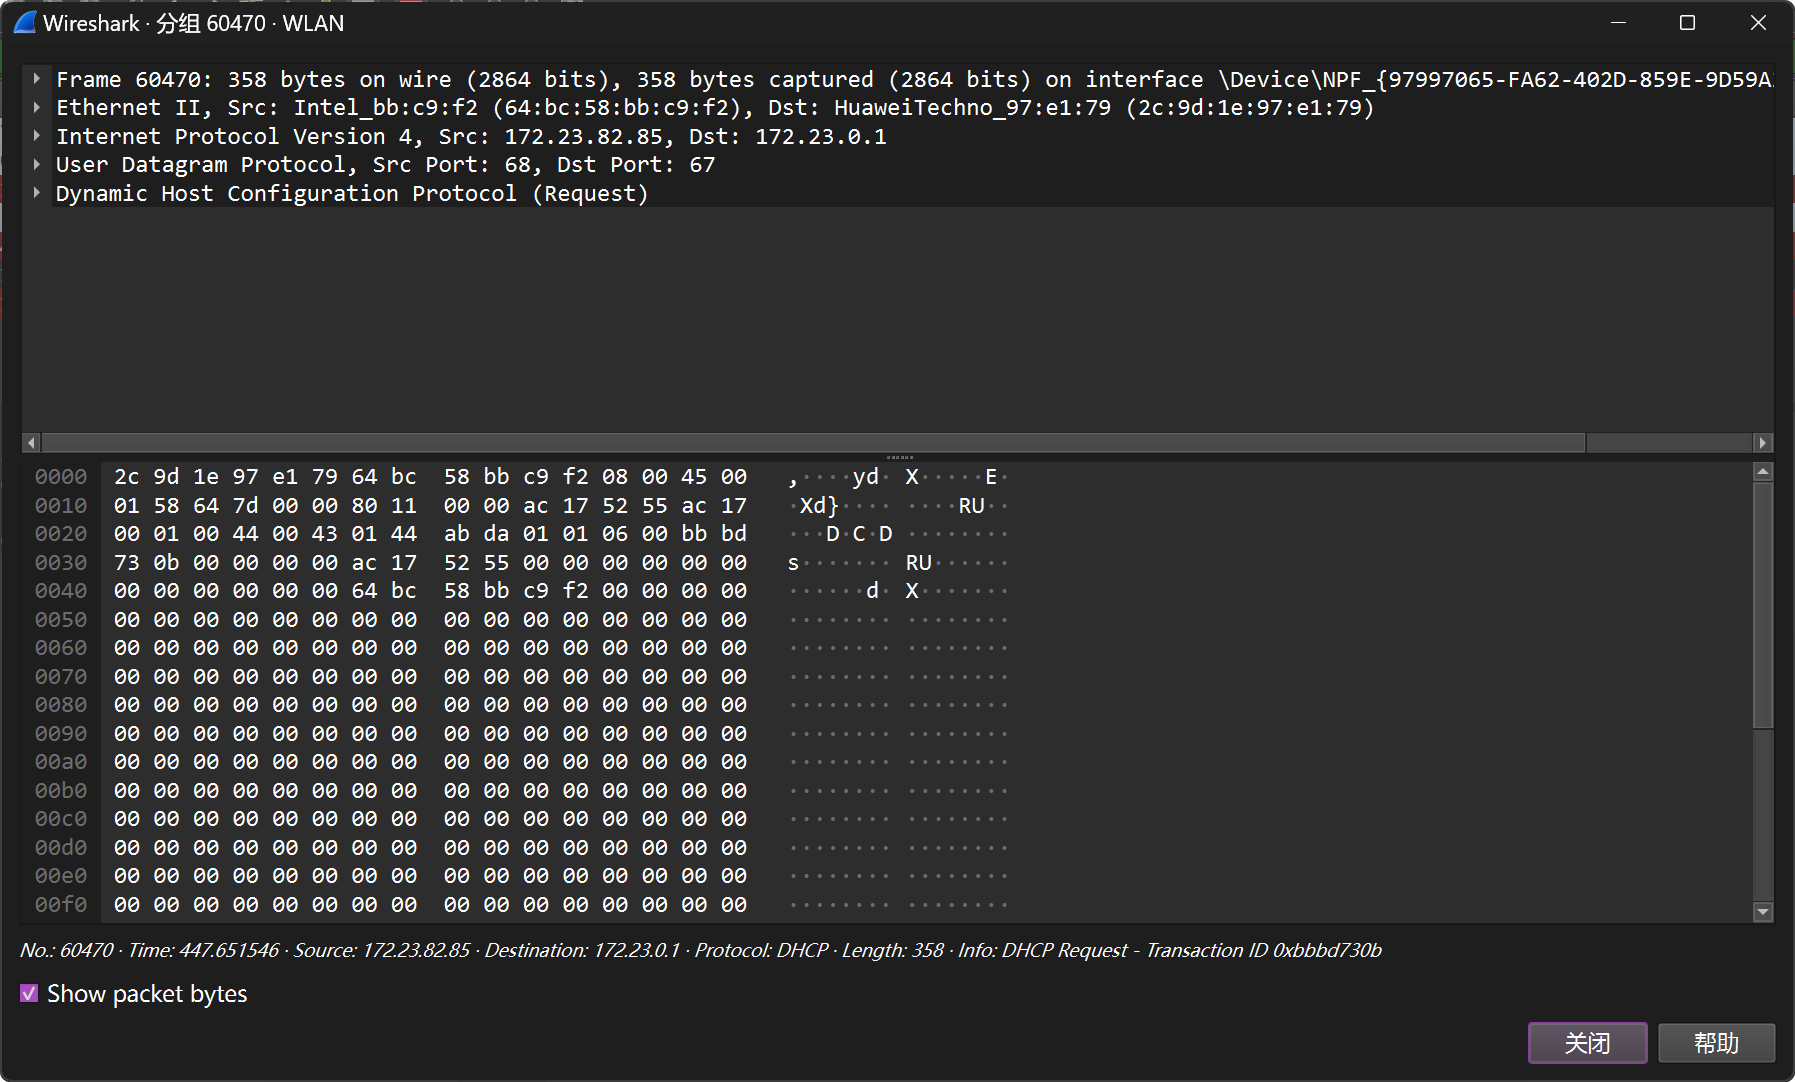 Wireshark · 分组 60470 · WLAN
Frame 60470: 358 bytes on wire (2864 bits), 358 bytes captured (2864 bits) on interface \Device\NPF_{97997065-FA62-402D-859E-9D59A
Ethernet II, Src: Intel_bb:c9:f2 (64:bc:58:bb:c9:f2), Dst: HuaweiTechno_97:e1:79 (2c:9d:1e:97:e1:79)
Internet Protocol Version 4, Src: 172.23.82.85, Dst: 172.23.0.1
User Datagram Protocol, Src Port: 68, Dst Port: 67
Dynamic Host Configuration Protocol (Request)
0000 2c 9d 1e 97 e1 79 64 bc 58 bb c9 f2 08 00 45 00 ,····yd· X·····E·
0010 01 58 64 7d 00 00 80 11 00 00 ac 17 52 55 ac 17 ·Xd}···· ····RU··
0020 00 01 00 44 00 43 01 44 ab da 01 01 06 00 bb bd ···D·C·D ········
0030 73 0b 00 00 00 00 ac 17 52 55 00 00 00 00 00 00 s······· RU······
0040 00 00 00 00 00 00 64 bc 58 bb c9 f2 00 00 00 00 ······d· X·······
0050 00 00 00 00 00 00 00 00 00 00 00 00 00 00 00 00 ········ ········
0060 00 00 00 00 00 00 00 00 00 00 00 00 00 00 00 00 ········ ········
0070 00 00 00 00 00 00 00 00 00 00 00 00 00 00 00 00 ········ ········
0080 00 00 00 00 00 00 00 00 00 00 00 00 00 00 00 00 ········ ········
0090 00 00 00 00 00 00 00 00 00 00 00 00 00 00 00 00 ········ ········
00a0 00 00 00 00 00 00 00 00 00 00 00 00 00 00 00 00 ········ ········
00b0 00 00 00 00 00 00 00 00 00 00 00 00 00 00 00 00 ········ ········
00c0 00 00 00 00 00 00 00 00 00 00 00 00 00 00 00 00 ········ ········
00d0 00 00 00 00 00 00 00 00 00 00 00 00 00 00 00 00 ········ ········
00e0 00 00 00 00 00 00 00 00 00 00 00 00 00 00 00 00 ········ ········
00f0 00 00 00 00 00 00 00 00 00 00 00 00 00 00 00 00 ········ ········
No.: 60470 · Time: 447.651546 · Source: 172.23.82.85 · Destination: 172.23.0.1 · Protocol: DHCP · Length: 358 · Info: DHCP Request - Transaction ID 0xbbbd730b
Show packet bytes
关闭
帮助